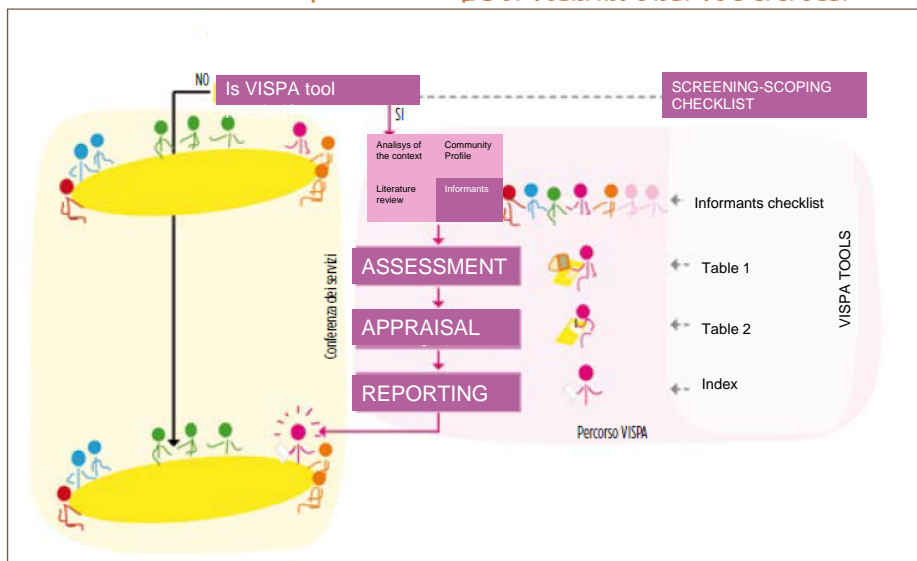 NO
Is VISPA tool
SCREENING-SCOPING
CHECKLIST
SI
Analisys of
the context
Community
Profile
Literature
review
Informants
Informants checklist
ASSESSMENT
Table 1
APPRAISAL
Table 2
REPORTING
Index
Conferenza dei servizi
VISPA TOOLS
Percorso VISPA